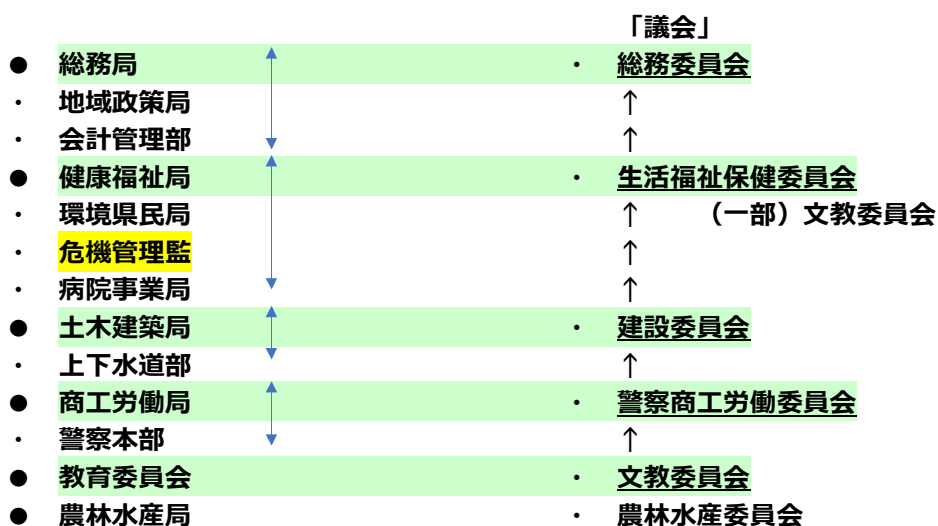 「議会」
● 総務局 ・ 総務委員会
・ 地域政策局 ↑
・ 会計管理部 ↑
● 健康福祉局 ・ 生活福祉保健委員会
・ 環境県民局 ↑ （一部）文教委員会
・ 危機管理監 ↑
・ 病院事業局 ↑
● 土木建築局 ・ 建設委員会
・ 上下水道部 ↑
● 商工労働局 ・ 警察商工労働委員会
・ 警察本部 ↑
● 教育委員会 ・ 文教委員会
● 農林水産局 ・ 農林水産委員会